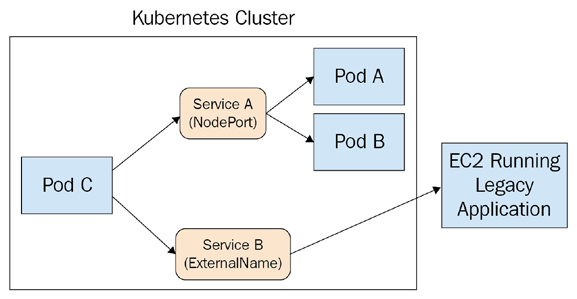 Kubernetes Cluster
Pod A
Service A
(NodePort)
Pod B
Pod C
EC2 Running
Legacy
Application
Service B
(ExternalName)